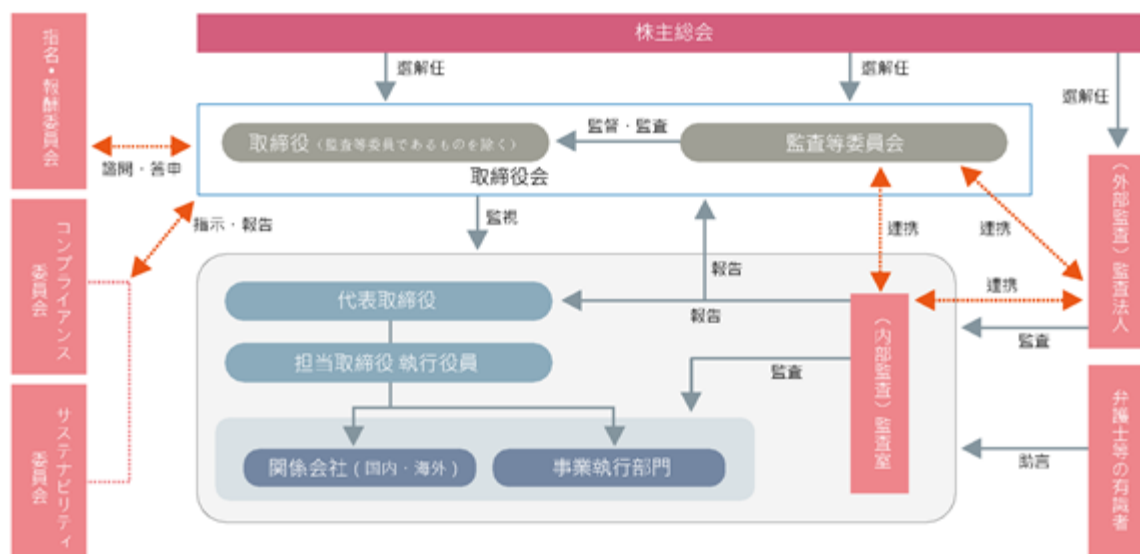 株主総会
指名・報酬委員会
選解任
選解任
選解任
監督・監査
取締役（監査等委員であるものを除く）
監査等委員会
取締役会
諮問・答申
指示・報告
監視
連携
連携
連携
（外部監査）監査法人
コンプライアンス
委員会
報告
報告
代表取締役
担当取締役 執行役員
（内部監査）監査室
監査
監査
関係会社（国内・海外）
事業執行部門
助言
弁護士等の有識者
サステナビリティ
委員会